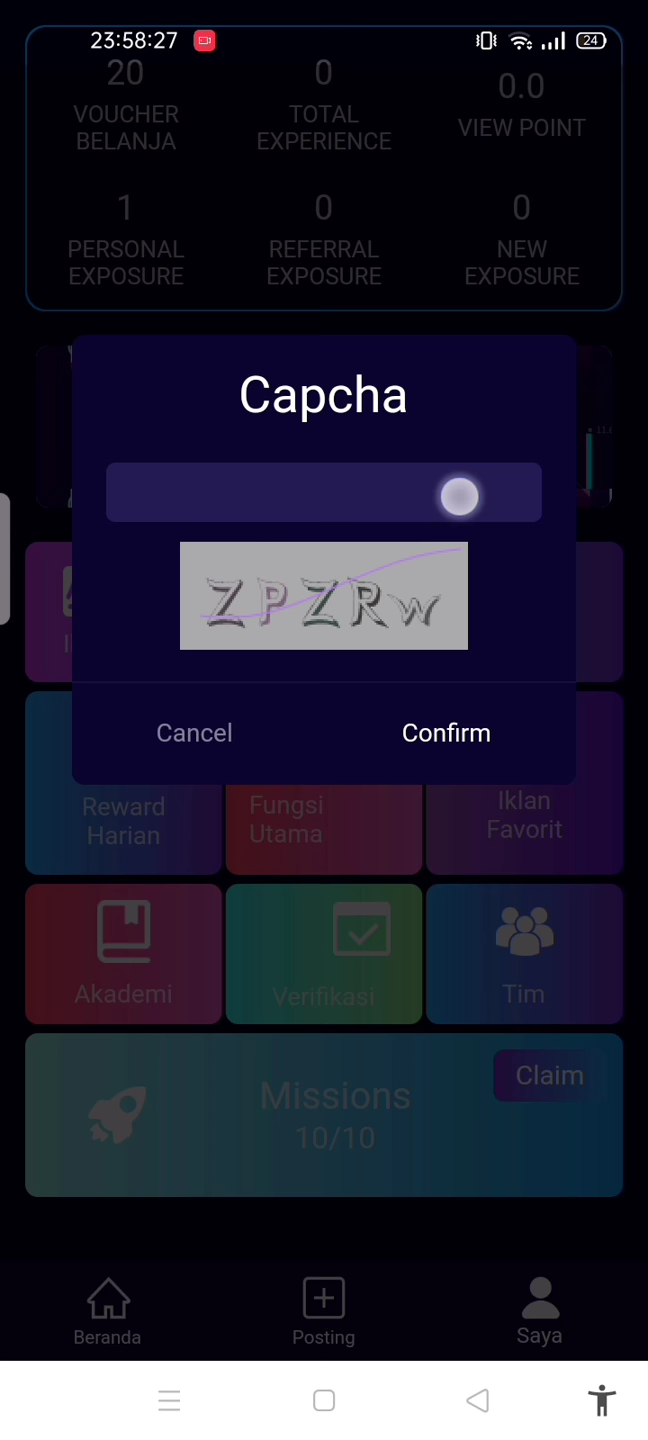 23:58:27
24
20
0
0.0
VOUCHER
BELANJA
TOTAL
EXPERIENCE
VIEW POINT
1
0
0
PERSONAL
EXPOSURE
REFERRAL
EXPOSURE
NEW
EXPOSURE
Capcha
ZPZRw
Cancel
Confirm
Reward
Harian
Fungsi
Utama
Iklan
Favorit
Akademi
Verifikasi
Tim
Missions
10/10
Claim
Beranda
Posting
Saya